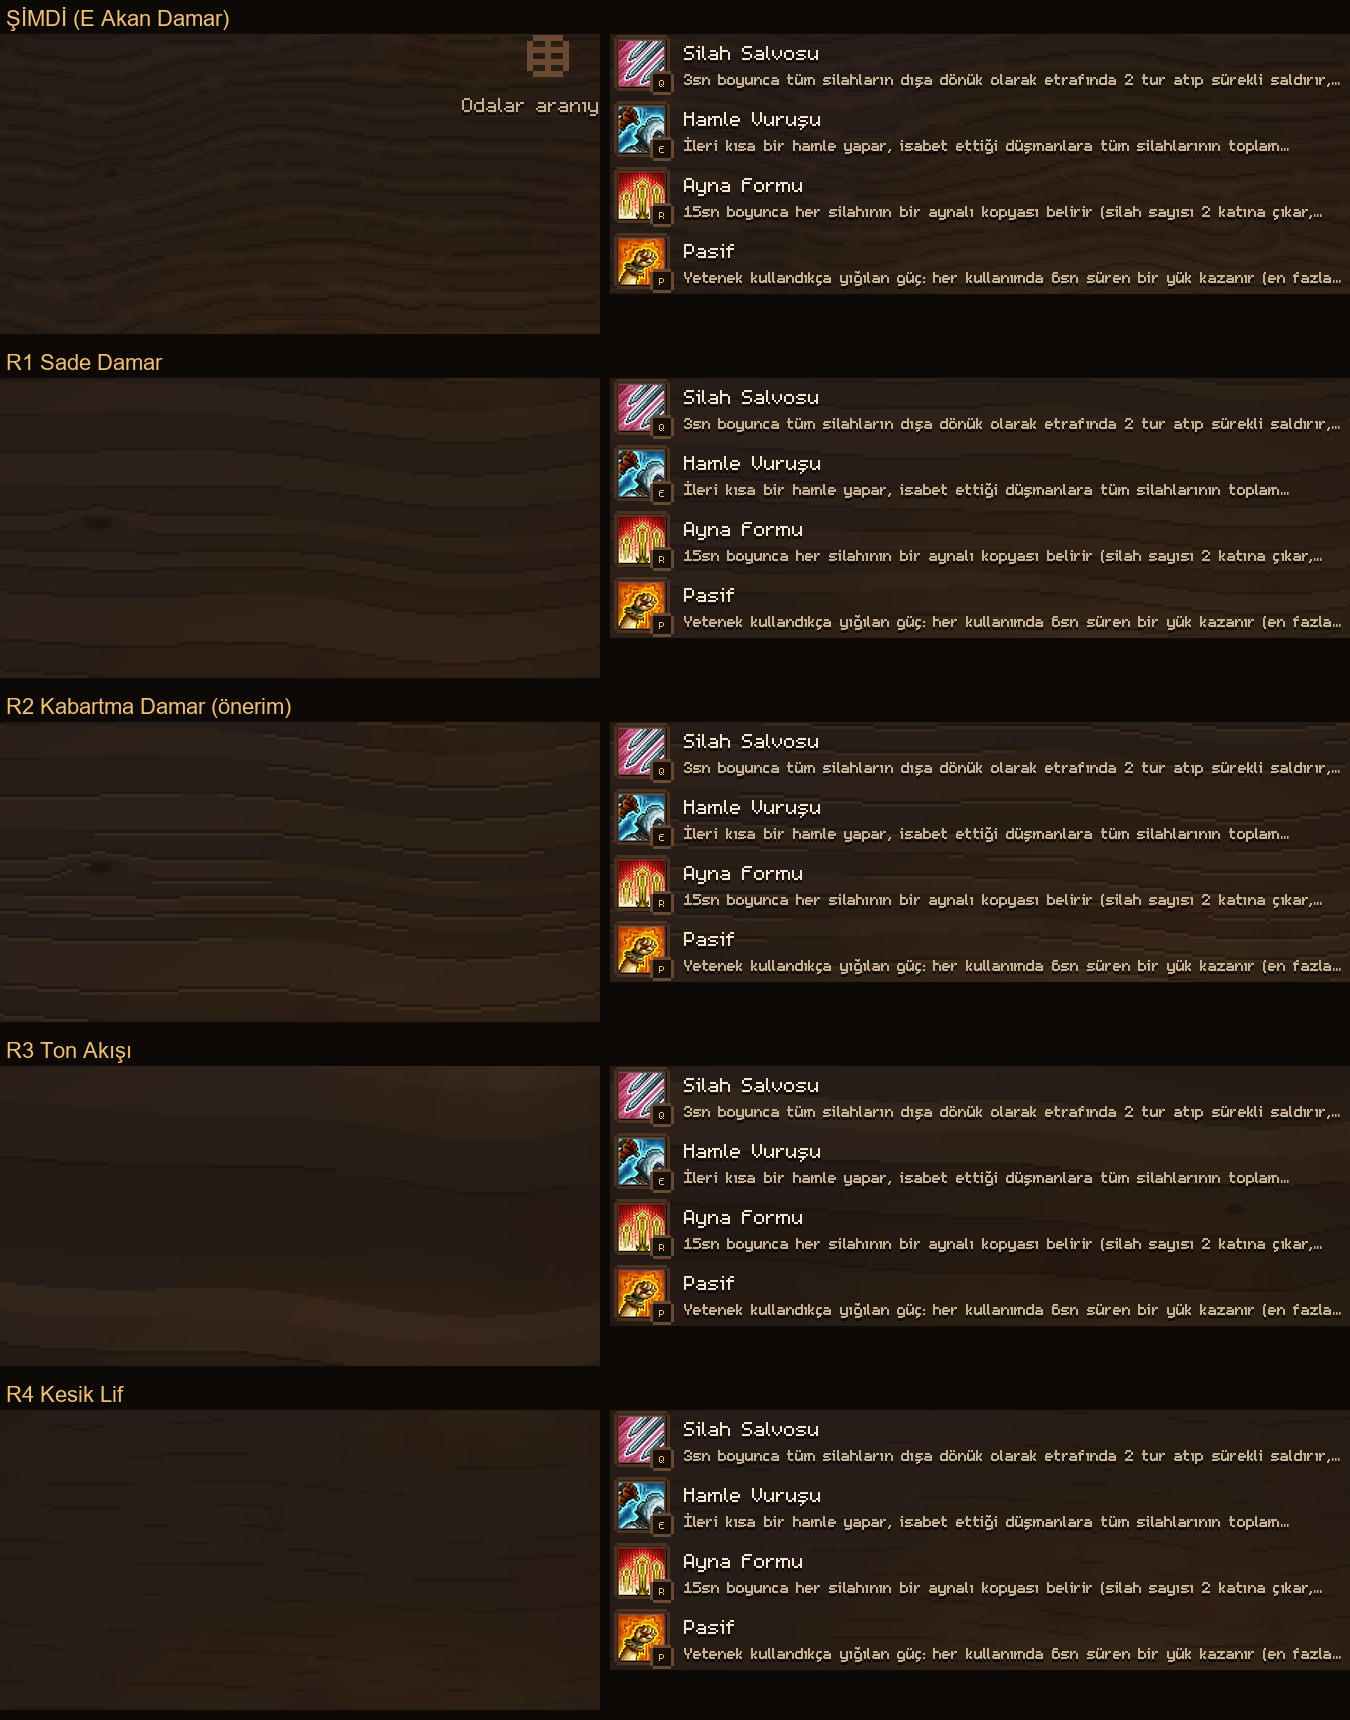 ŞİMDİ (E Akan Damar)
Odalar aranıy
Silah Salvosu
Q
3sn boyunca tüm silahların dışa dönük olarak etrafında 2 tur atıp sürekli saldırır,...
Hamle Vuruşu
E
İleri kısa bir hamle yapar, isabet ettiği düşmanlara tüm silahlarının toplam...
Ayna Formu
R
15sn boyunca her silahının bir aynalı kopyası belirir (silah sayısı 2 katına çıkar,...
Pasif
P
Yetenek kullandıkça yığılan güç: her kullanımda 6sn süren bir yük kazanır (en fazla...
R1 Sade Damar
Silah Salvosu
Q
3sn boyunca tüm silahların dışa dönük olarak etrafında 2 tur atıp sürekli saldırır,...
Hamle Vuruşu
E
İleri kısa bir hamle yapar, isabet ettiği düşmanlara tüm silahlarının toplam...
Ayna Formu
R
15sn boyunca her silahının bir aynalı kopyası belirir (silah sayısı 2 katına çıkar,...
Pasif
P
Yetenek kullandıkça yığılan güç: her kullanımda 6sn süren bir yük kazanır (en fazla...
R2 Kabartma Damar (önerim)
Silah Salvosu
Q
3sn boyunca tüm silahların dışa dönük olarak etrafında 2 tur atıp sürekli saldırır,...
Hamle Vuruşu
E
İleri kısa bir hamle yapar, isabet ettiği düşmanlara tüm silahlarının toplam...
Ayna Formu
R
15sn boyunca her silahının bir aynalı kopyası belirir (silah sayısı 2 katına çıkar,...
Pasif
P
Yetenek kullandıkça yığılan güç: her kullanımda 6sn süren bir yük kazanır (en fazla...
R3 Ton Akışı
Silah Salvosu
Q
3sn boyunca tüm silahların dışa dönük olarak etrafında 2 tur atıp sürekli saldırır,...
Hamle Vuruşu
E
İleri kısa bir hamle yapar, isabet ettiği düşmanlara tüm silahlarının toplam...
Ayna Formu
R
15sn boyunca her silahının bir aynalı kopyası belirir (silah sayısı 2 katına çıkar,...
Pasif
P
Yetenek kullandıkça yığılan güç: her kullanımda 6sn süren bir yük kazanır (en fazla...
R4 Kesik Lif
Silah Salvosu
Q
3sn boyunca tüm silahların dışa dönük olarak etrafında 2 tur atıp sürekli saldırır,...
Hamle Vuruşu
E
İleri kısa bir hamle yapar, isabet ettiği düşmanlara tüm silahlarının toplam...
Ayna Formu
R
15sn boyunca her silahının bir aynalı kopyası belirir (silah sayısı 2 katına çıkar,...
Pasif
P
Yetenek kullandıkça yığılan güç: her kullanımda 6sn süren bir yük kazanır (en fazla...